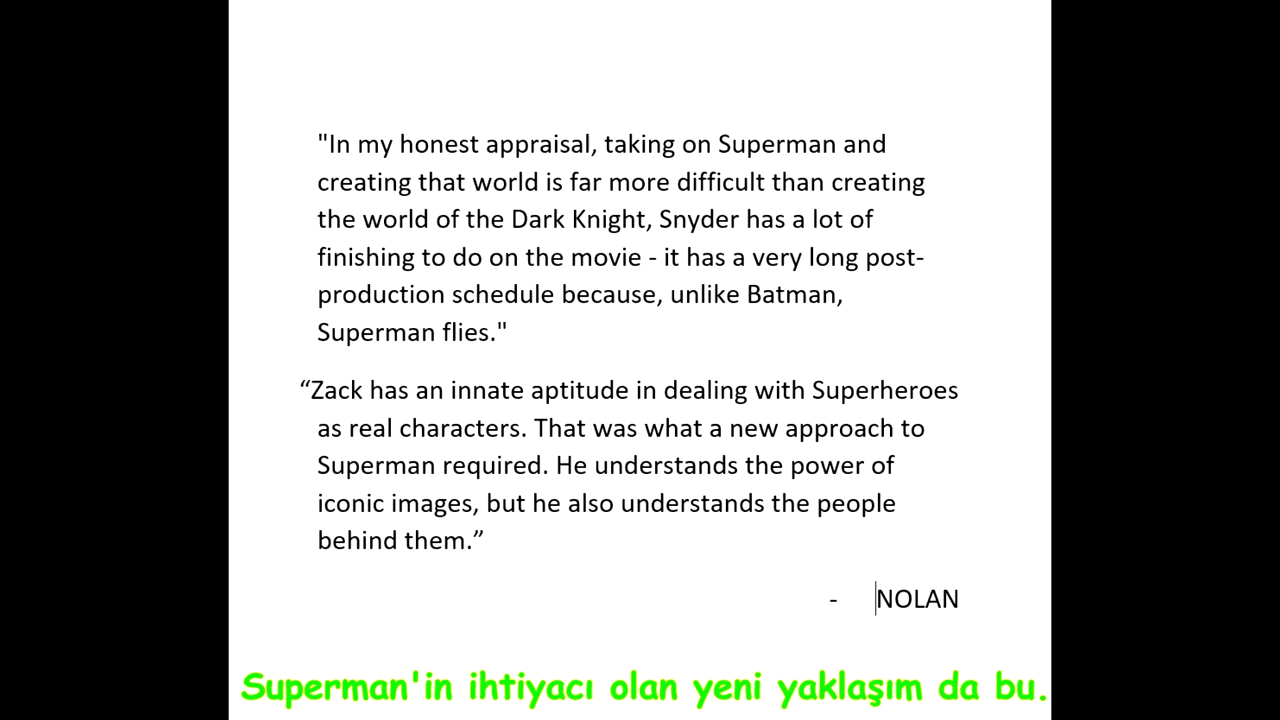 "In my honest appraisal, taking on Superman and
creating that world is far more difficult than creating
the world of the Dark Knight, Snyder has a lot of
finishing to do on the movie - it has a very long post-
production schedule because, unlike Batman,
Superman flies."
“Zack has an innate aptitude in dealing with Superheroes
as real characters. That was what a new approach to
Superman required. He understands the power of
iconic images, but he also understands the people
behind them.”
- NOLAN
Superman'in ihtiyacı olan yeni yaklaşım da bu.